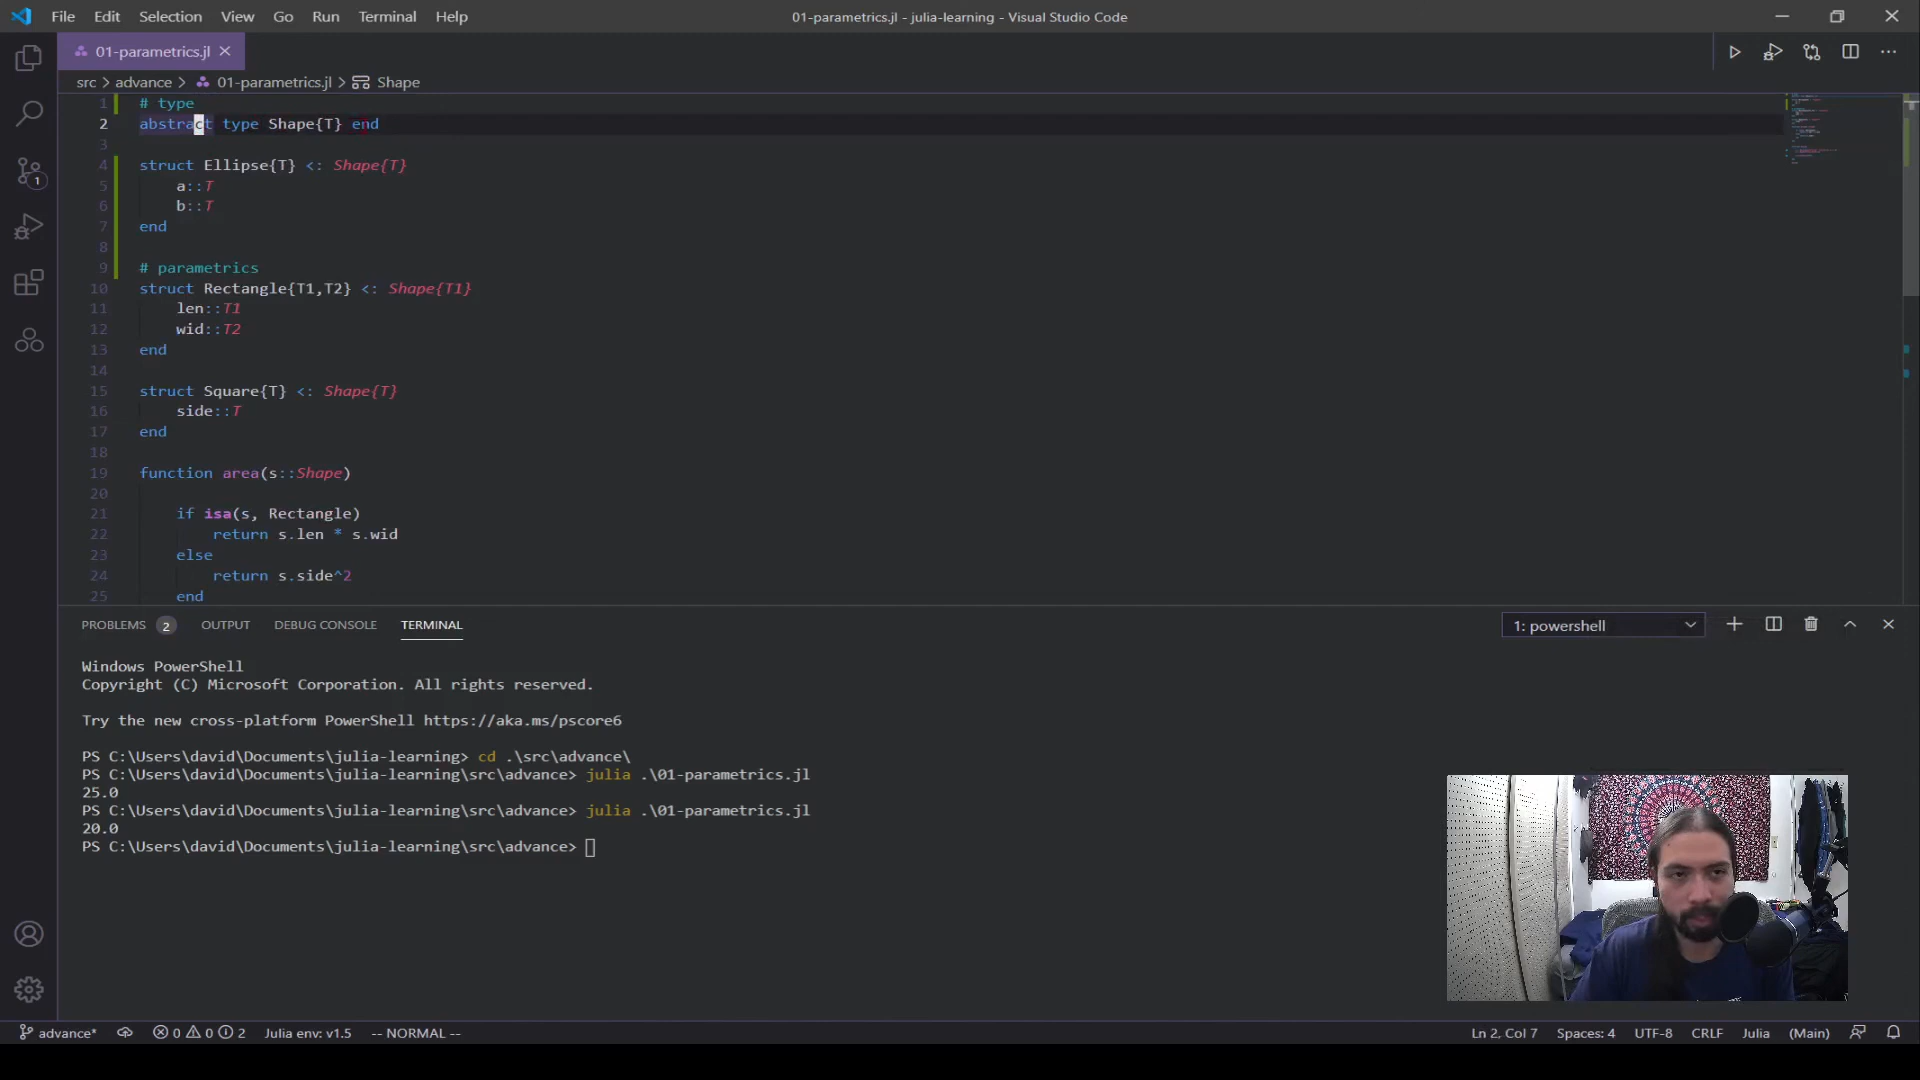 File Edit Selection View Go Run Terminal Help
01-parametrics.jl - julia-learning - Visual Studio Code
01-parametrics.jl
src > advance > 01-parametrics.jl > Shape
1 # type
2 abstract type Shape{T} end
3
4 struct Ellipse{T} <: Shape{T}
5 a::T
6 b::T
7 end
8
9 # parametrics
10 struct Rectangle{T1,T2} <: Shape{T1}
11 len::T1
12 wid::T2
13 end
14
15 struct Square{T} <: Shape{T}
16 side::T
17 end
18
19 function area(s::Shape)
20
21 if isa(s, Rectangle)
22 return s.len * s.wid
23 else
24 return s.side^2
25 end
1
PROBLEMS 2 OUTPUT DEBUG CONSOLE TERMINAL
1: powershell
Windows PowerShell
Copyright (C) Microsoft Corporation. All rights reserved.
Try the new cross-platform PowerShell https://aka.ms/pscore6
PS C:\Users\david\Documents\julia-learning> cd .\src\advance\
PS C:\Users\david\Documents\julia-learning\src\advance> julia .\01-parametrics.jl
25.0
PS C:\Users\david\Documents\julia-learning\src\advance> julia .\01-parametrics.jl
20.0
PS C:\Users\david\Documents\julia-learning\src\advance>
advance* 0 0 2 Julia env: v1.5 -- NORMAL --
Ln 2, Col 7 Spaces: 4 UTF-8 CRLF Julia (Main)